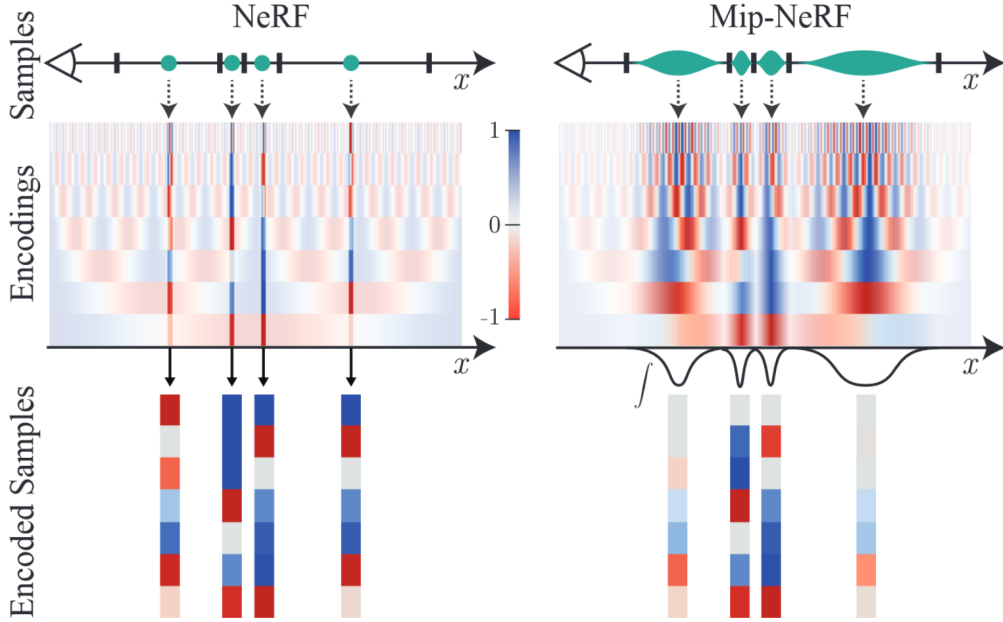 NeRF
Mip-NeRF
Samples
x
x
Encodings
1
0
-1
x
x
∫
Encoded Samples